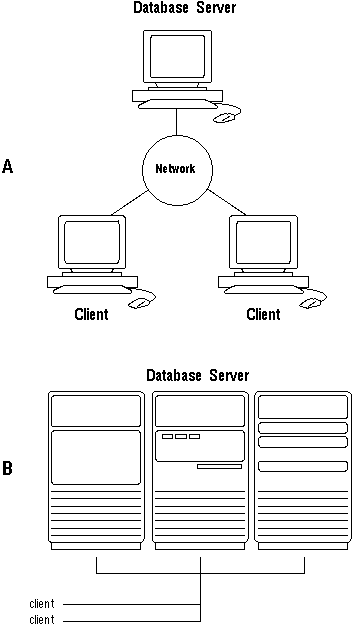 Database Server
A
Network
Client
Client
Database Server
B
client
client